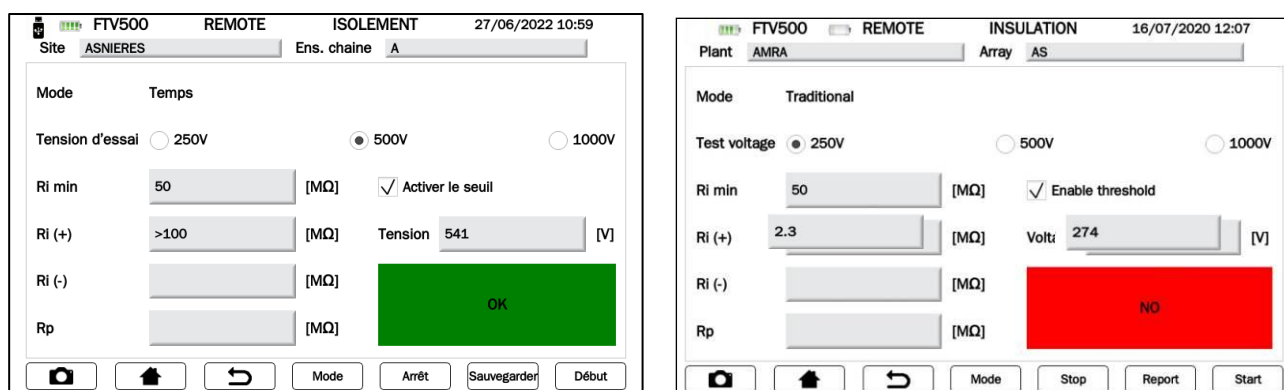 FTV500 REMOTE ISOLEMENT 27/06/2022 10:59
Site ASNIERES Ens. chaine A
Mode Temps
Tension d'essai 250V 500V 1000V
Ri min 50 [MΩ] Activer le seuil
Ri (+) >100 [MΩ] Tension 541 [V]
Ri (-) [MΩ]
OK
Rp [MΩ]
Mode Arrêt Sauvegarder Début
FTV500 REMOTE INSULATION 16/07/2020 12:07
Plant AMRA Array AS
Mode Traditional
Test voltage 250V 500V 1000V
Ri min 50 [MΩ] Enable threshold
Ri (+) 2.3 [MΩ] Volta 274 [V]
Ri (-) [MΩ]
NO
Rp [MΩ]
Mode Stop Report Start